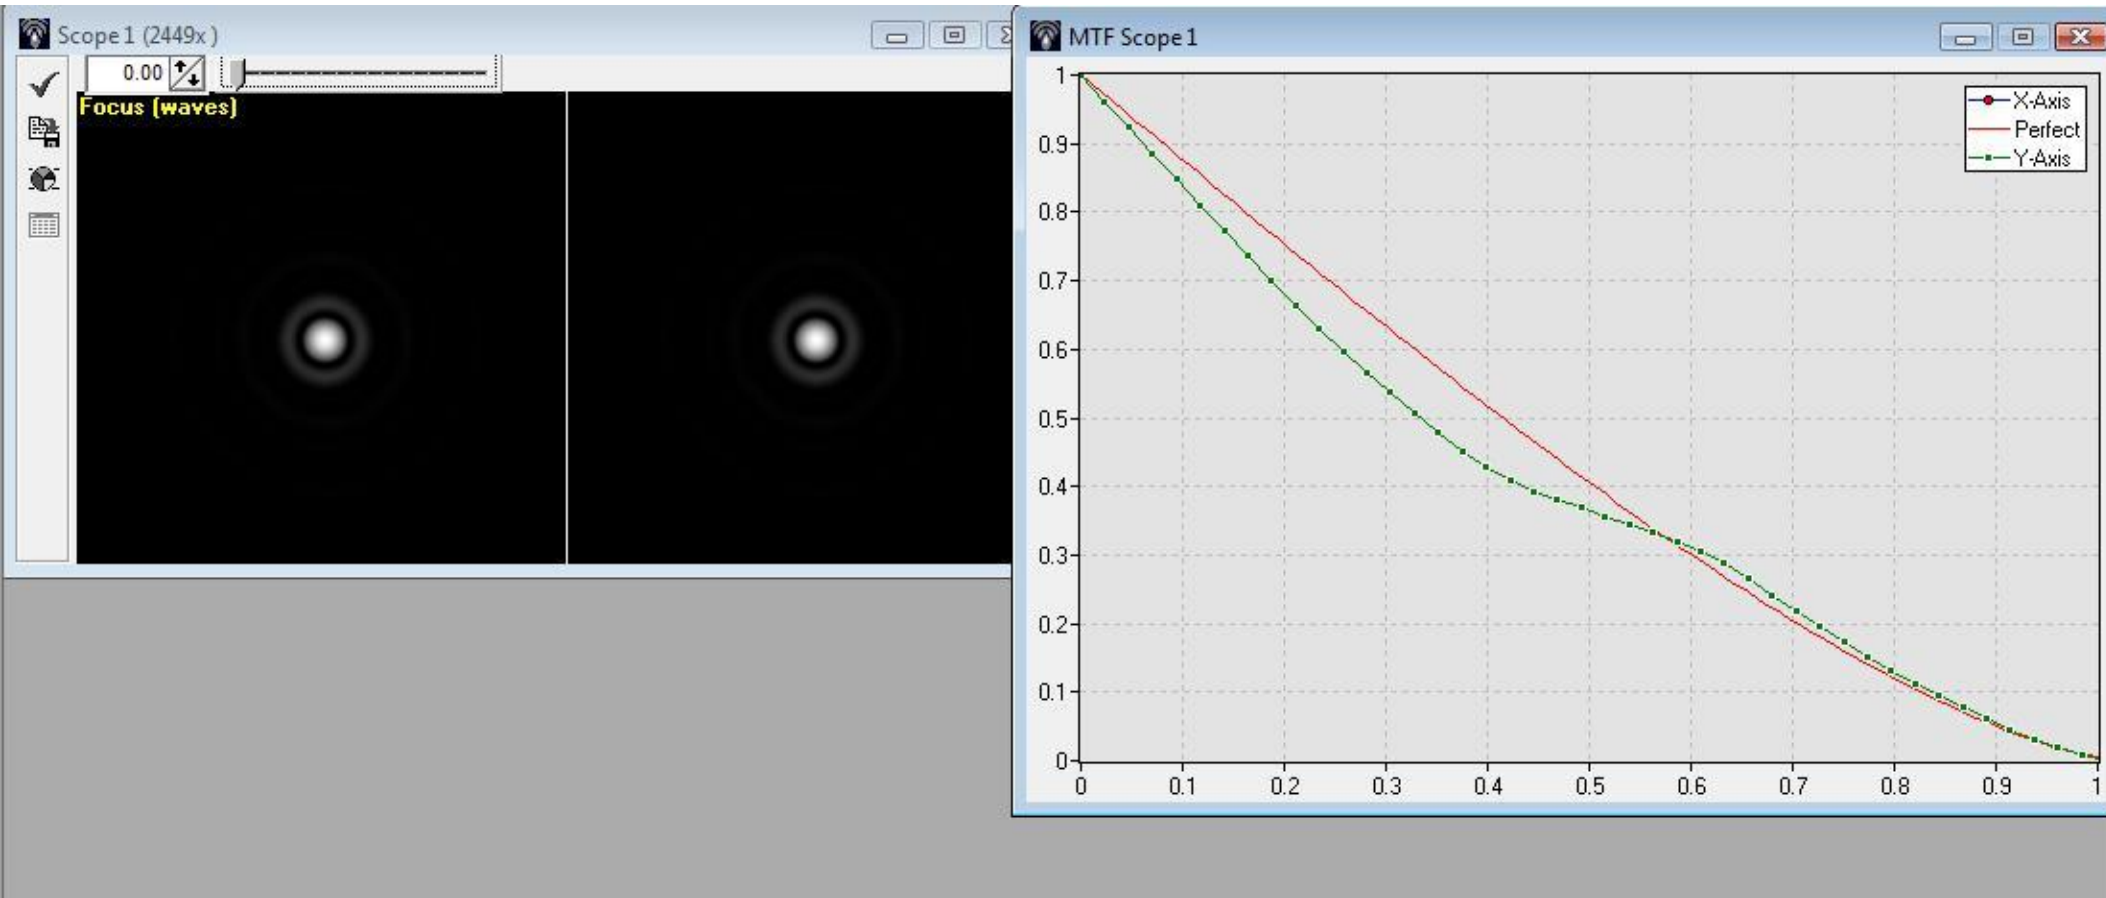 Scope 1 (2449x )
0.00
Focus (waves)
MTF Scope 1
X-Axis
Perfect
Y-Axis
1
0.9
0.8
0.7
0.6
0.5
0.4
0.3
0.2
0.1
0
0 0.1 0.2 0.3 0.4 0.5 0.6 0.7 0.8 0.9 1